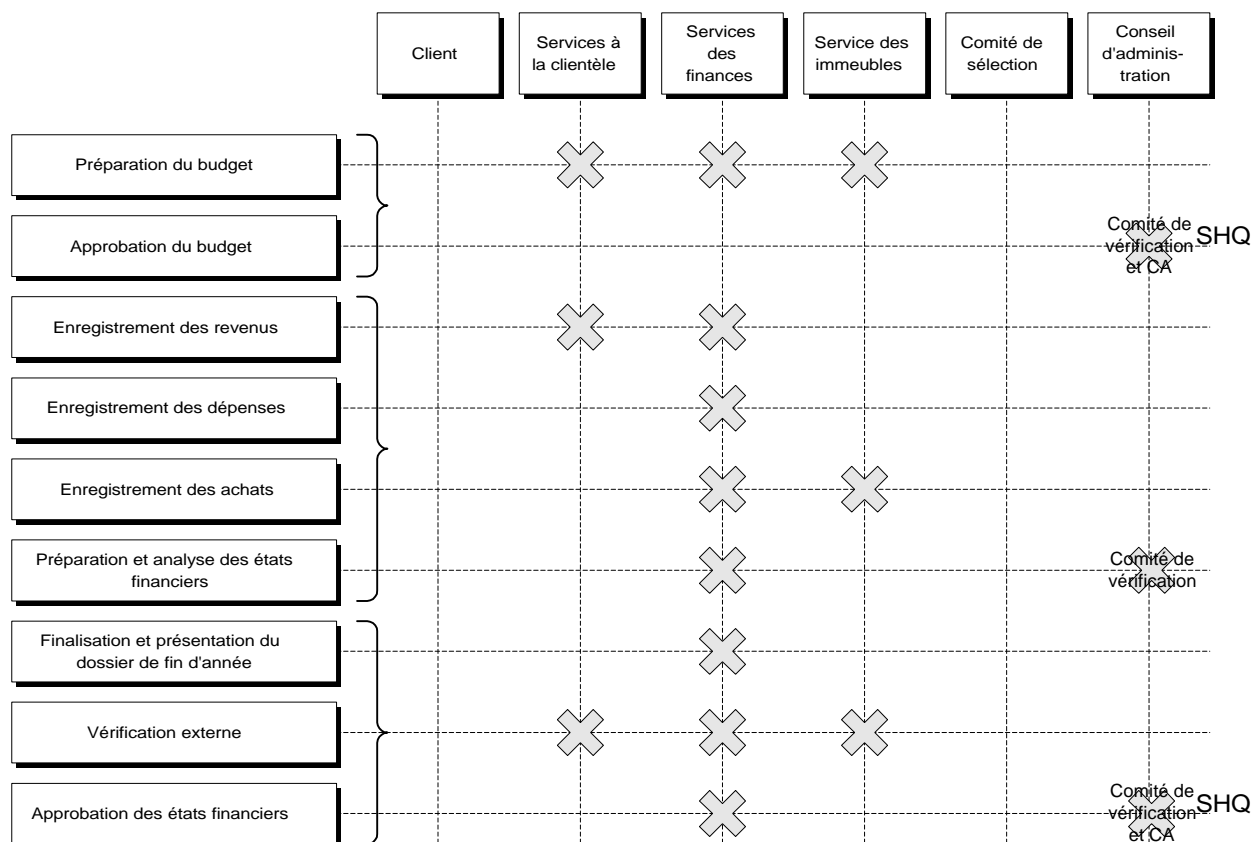 Client
Services à
la clientèle
Services
des
finances
Service des
immeubles
Comité de
sélection
Conseil
d'adminis-
tration
Préparation du budget
Approbation du budget
Comité de
vérification
et CA
SHQ
Enregistrement des revenus
Enregistrement des dépenses
Enregistrement des achats
Préparation et analyse des états
financiers
Comité de
vérification
Finalisation et présentation du
dossier de fin d'année
Vérification externe
Approbation des états financiers
Comité de
vérification
et CA
SHQ